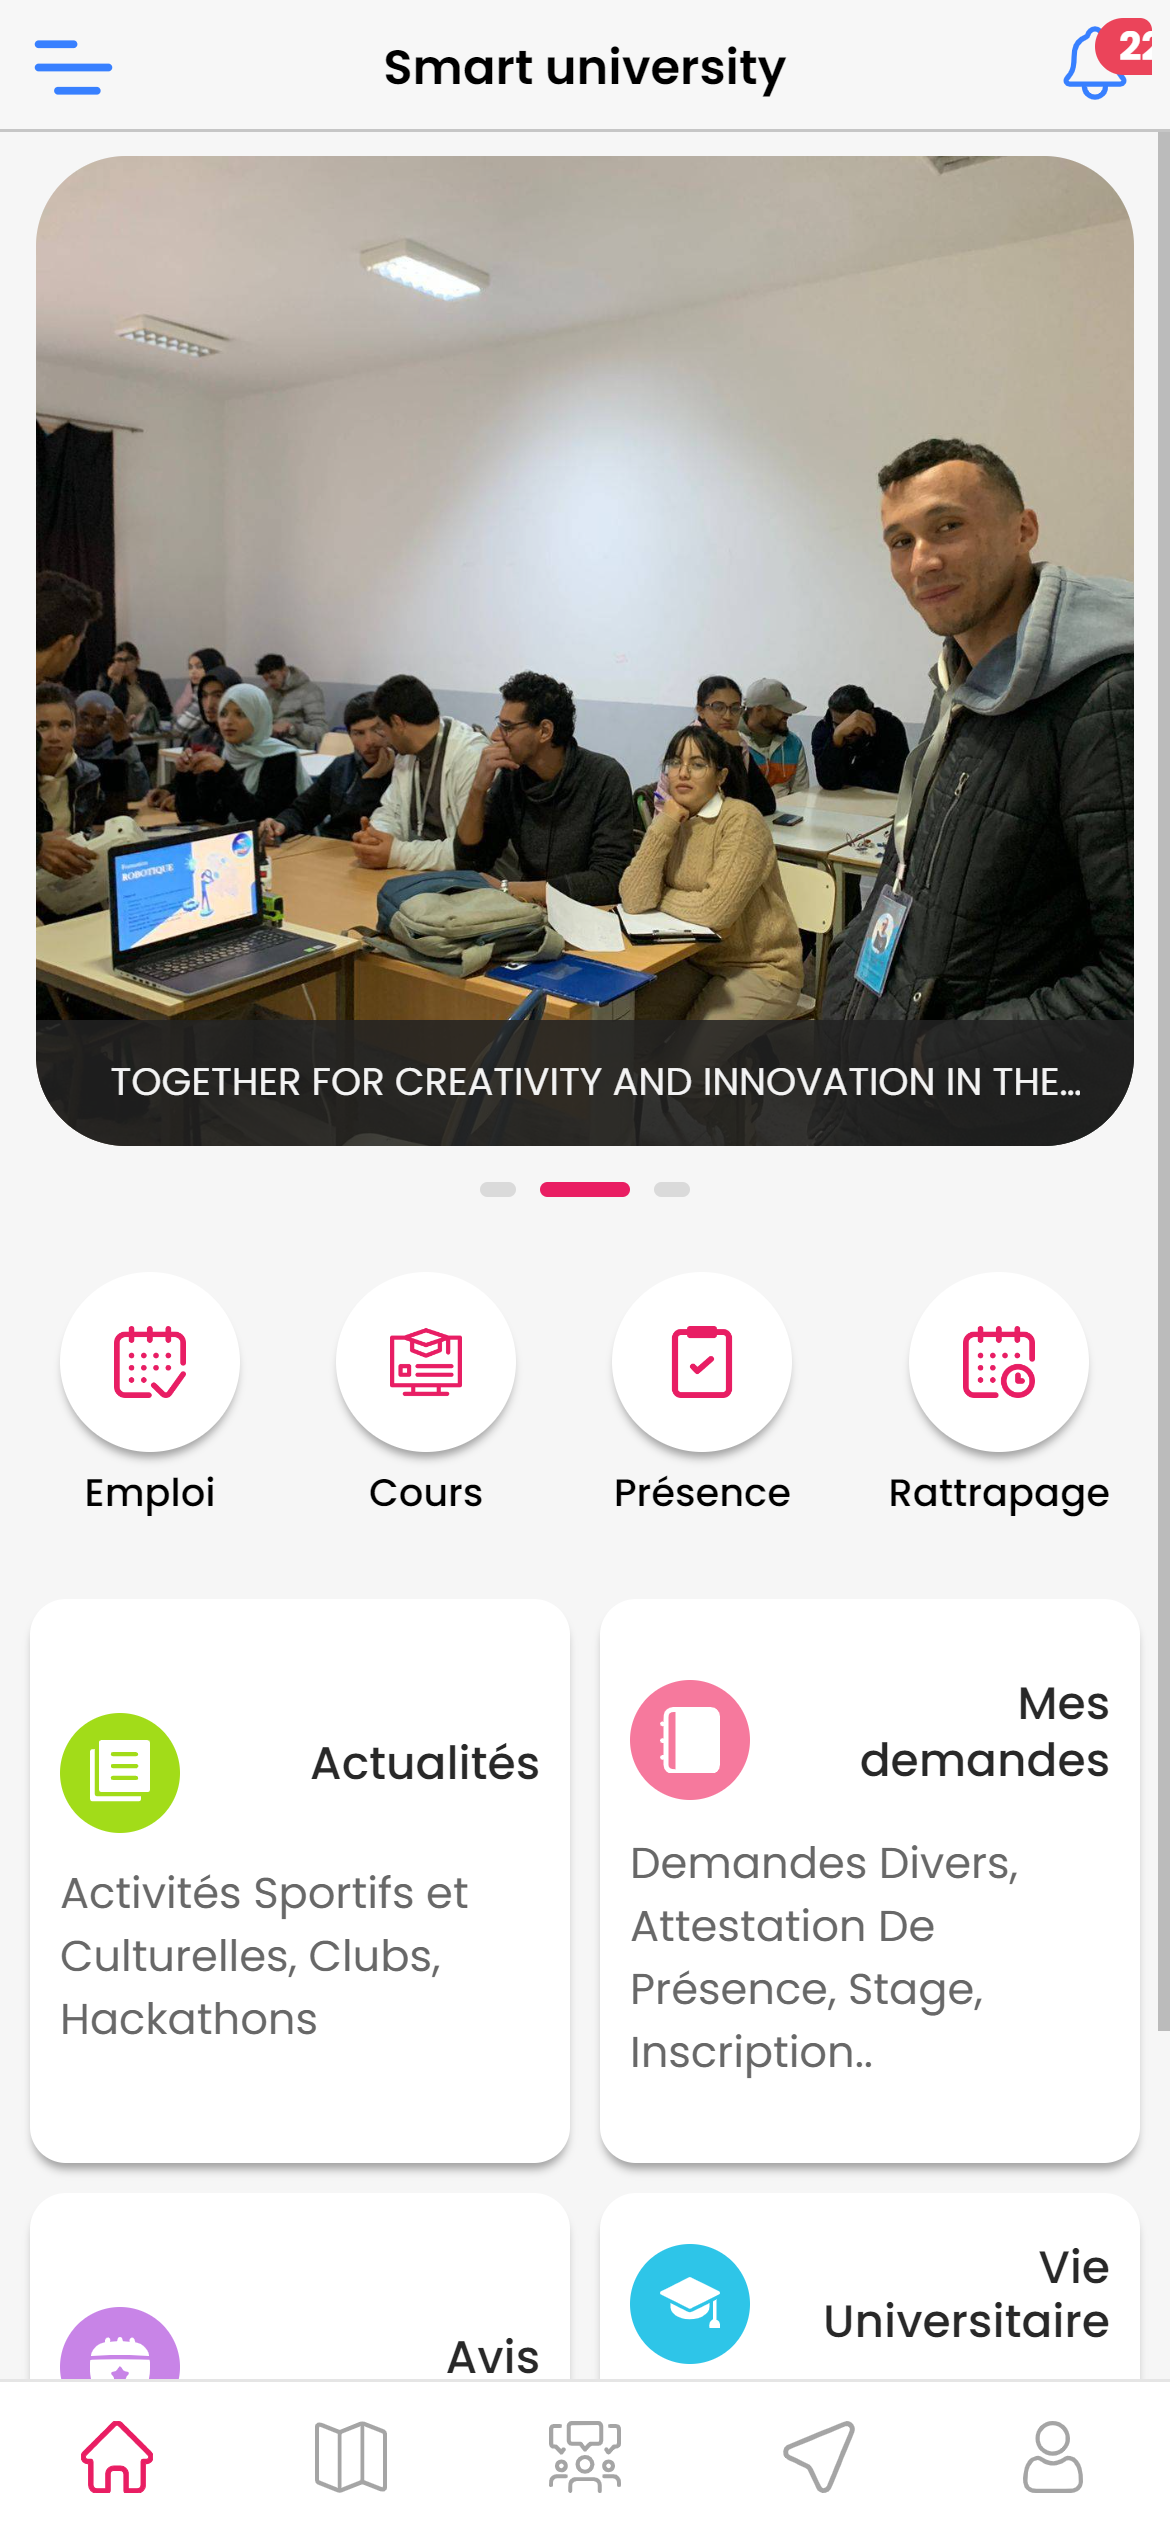 Smart university
22
ROBOTIQUE
TOGETHER FOR CREATIVITY AND INNOVATION IN THE...
Emploi
Cours
Présence
Rattrapage
Actualités
Activités Sportifs et
Culturelles, Clubs,
Hackathons
Mes
demandes
Demandes Divers,
Attestation De
Présence, Stage,
Inscription..
Avis
Vie
Universitaire